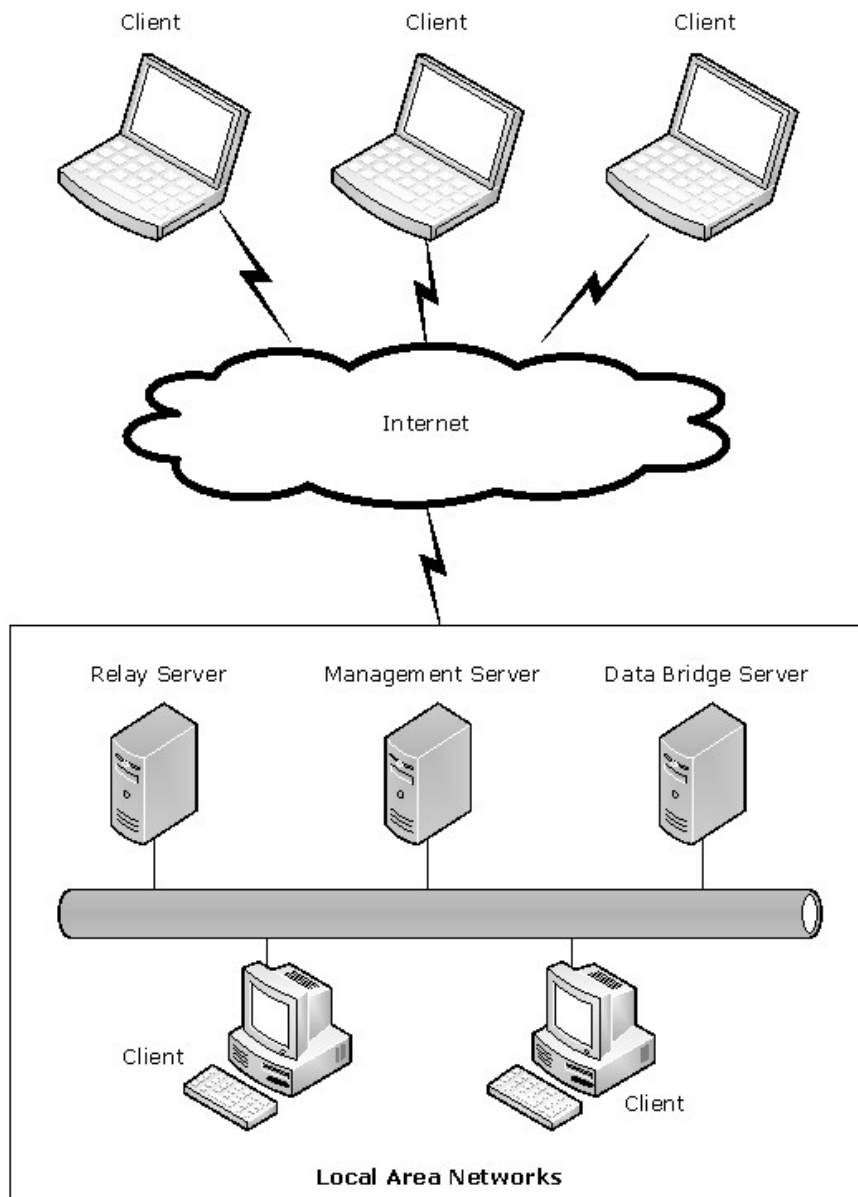 Client
Client
Client
Internet
Relay Server
Management Server
Data Bridge Server
Client
Client
Local Area Networks